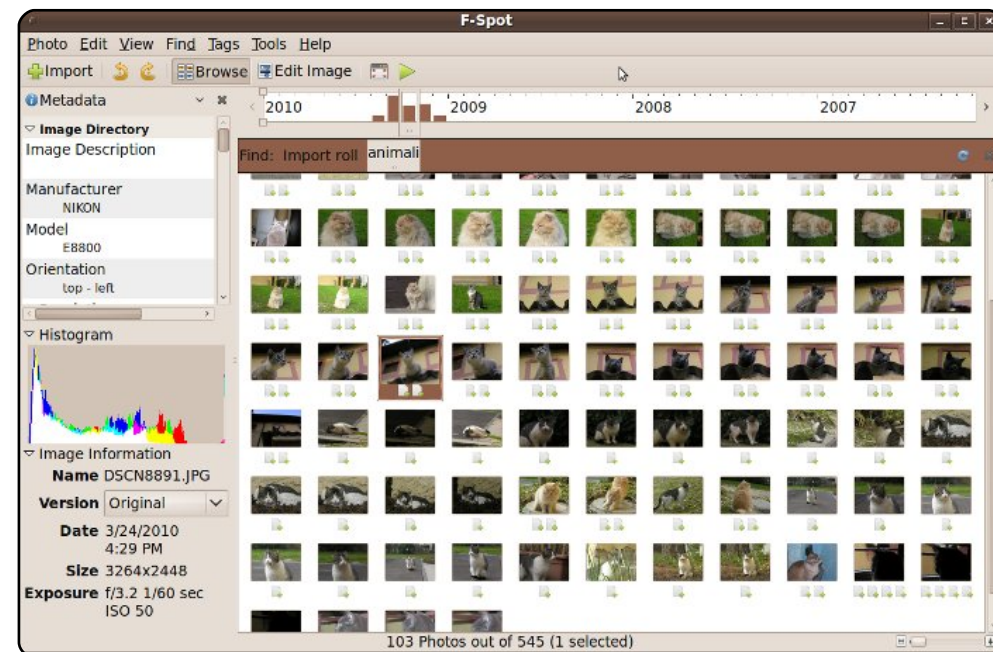 F-Spot
Photo Edit View Find Tags Tools Help
Import Browse Edit Image
Metadata
2010 2009 2008 2007
Image Directory
Image Description
Find: Import roll animali
Manufacturer
NIKON
Model
E8800
Orientation
top - left
Histogram
Image Information
Name DSCN8891.JPG
Version Original
Date 3/24/2010
4:29 PM
Size 3264x2448
Exposure f/3.2 1/60 sec
ISO 50
103 Photos out of 545 (1 selected)